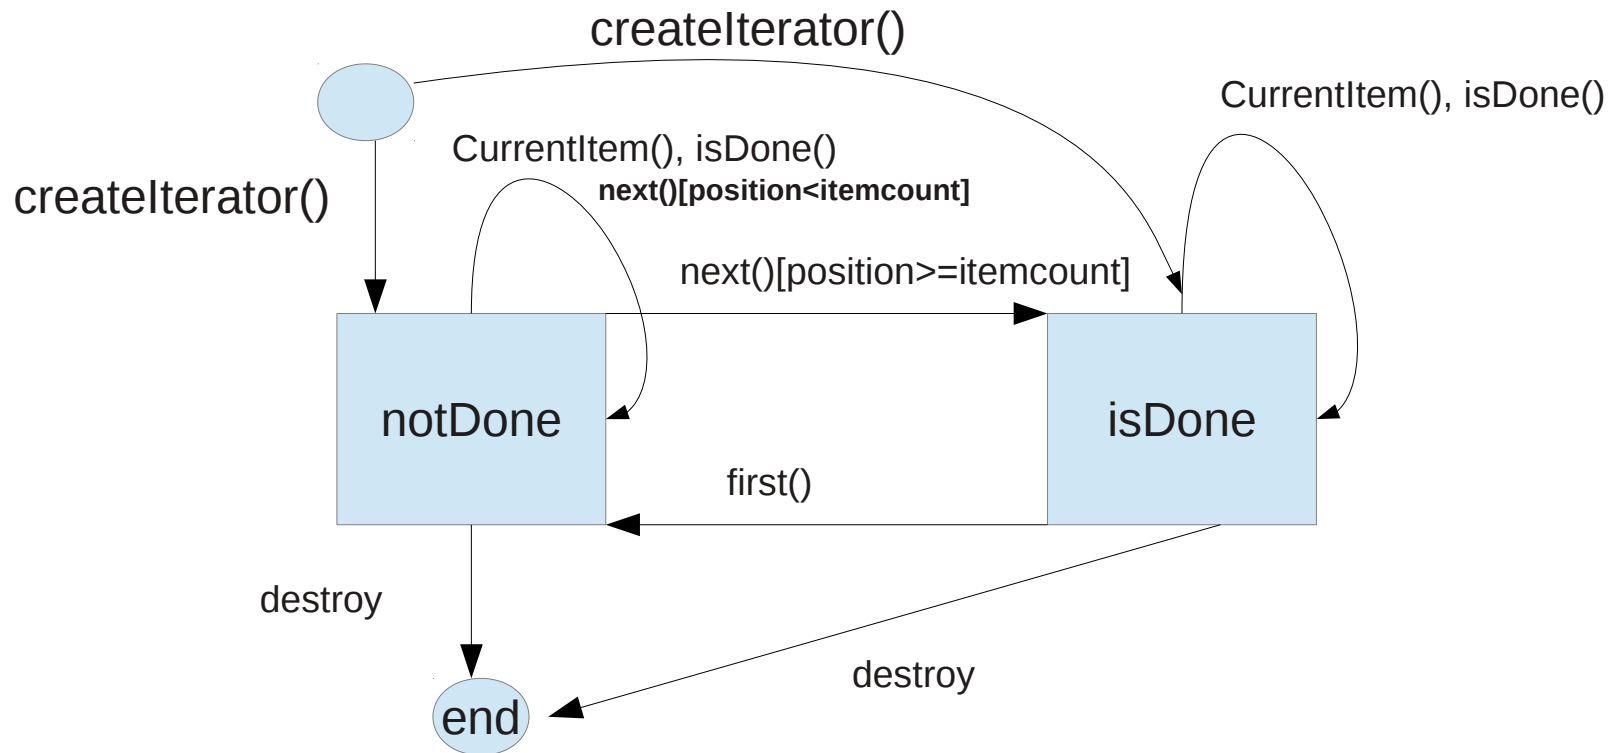 createIterator()
CurrentItem(), isDone()
CurrentItem(), isDone()
next()[position<itemcount]
createIterator()
next()[position>=itemcount]
notDone
isDone
first()
destroy
destroy
end